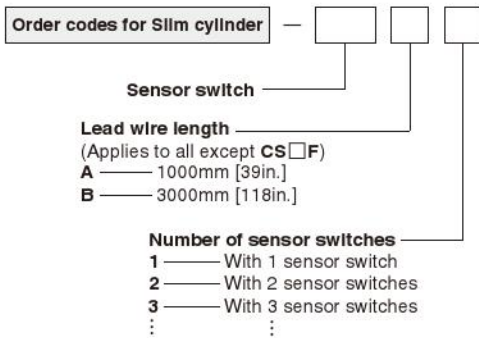 Order codes for Slim cylinder —
Sensor switch
Lead wire length
(Applies to all except CS□F)
A —— 1000mm [39in.]
B —— 3000mm [118in.]
Number of sensor switches
1 —— With 1 sensor switch
2 —— With 2 sensor switches
3 —— With 3 sensor switches
⋮ ⋮